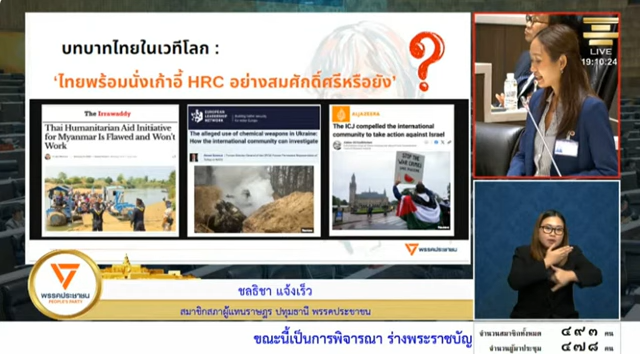 บทบาทไทยในเวทีโลก :
'ไทยพร้อมนั่งเก้าอี้ HRC อย่างสมศักดิ์ศรีหรือยัง'
?
LIVE
19:10:24
The Irrawaddy
Thai Humanitarian Aid Initiative
for Myanmar Is Flawed and Won't
Work
EUROPEAN
LEADERSHIP
NETWORK
The alleged use of chemical weapons in Ukraine:
How the international community can investigate
ALJAZEERA
The ICJ compelled the international
community to take action against Israel
STOP THE
WAR CRIMES
พรรคประชาชน
พรรคประชาชน
PEOPLE'S PARTY
ชลธิชา แจ้งเร็ว
สมาชิกสภาผู้แทนราษฎร ปทุมธานี พรรคประชาชน
ขณะนี้เป็นการพิจารณา ร่างพระราชบัญ
จำนวนสมาชิกทั้งหมด ๔๙๓ คน
จำนวนผู้มาประชุม ๔๗๘ คน